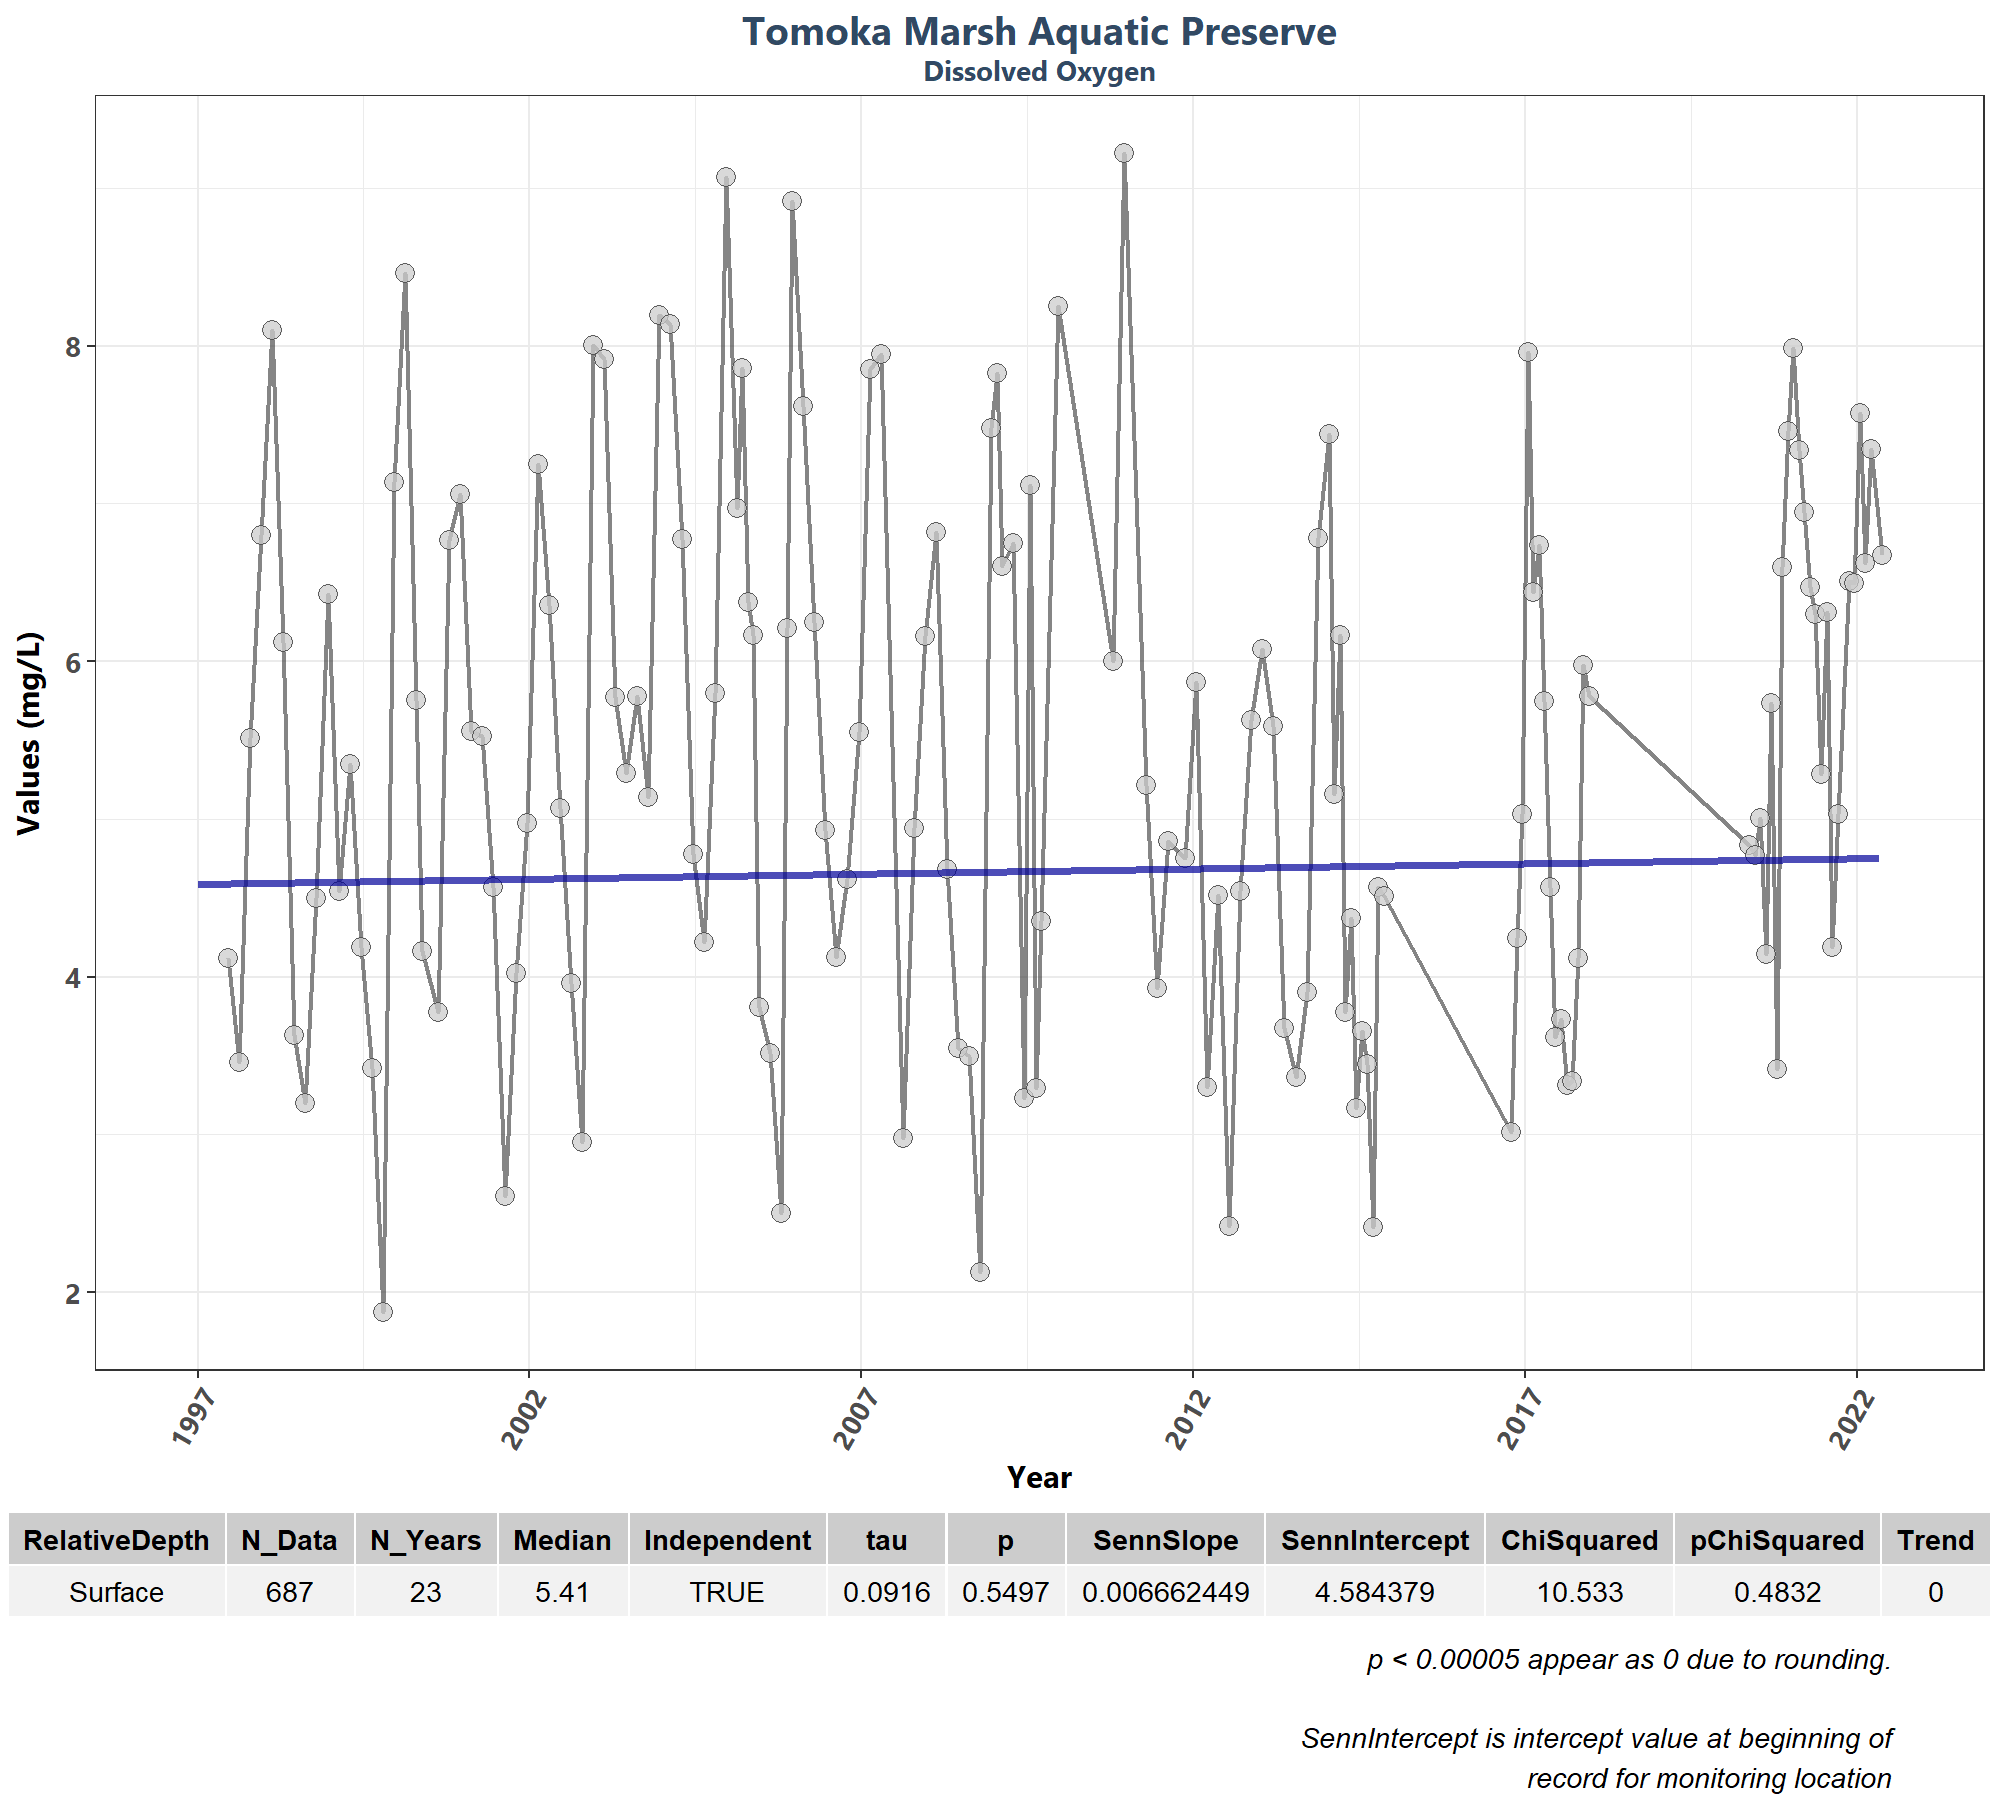 Tomoka Marsh Aquatic Preserve
Dissolved Oxygen
Values (mg/L)
8
6
4
2
1997 2002 2007 2012 2017 2022
Year
RelativeDepth N_Data N_Years Median Independent tau p SennSlope SennIntercept ChiSquared pChiSquared Trend
Surface 687 23 5.41 TRUE 0.0916 0.5497 0.006662449 4.584379 10.533 0.4832 0
p < 0.00005 appear as 0 due to rounding.
SennIntercept is intercept value at beginning of
record for monitoring location